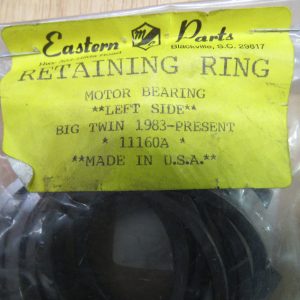 Eastern Parts
Blackville, S.C. 29817
RETAINING RING
MOTOR BEARING
**LEFT SIDE**
BIG TWIN 1983-PRESENT
* 11160A *
**MADE IN U.S.A.**